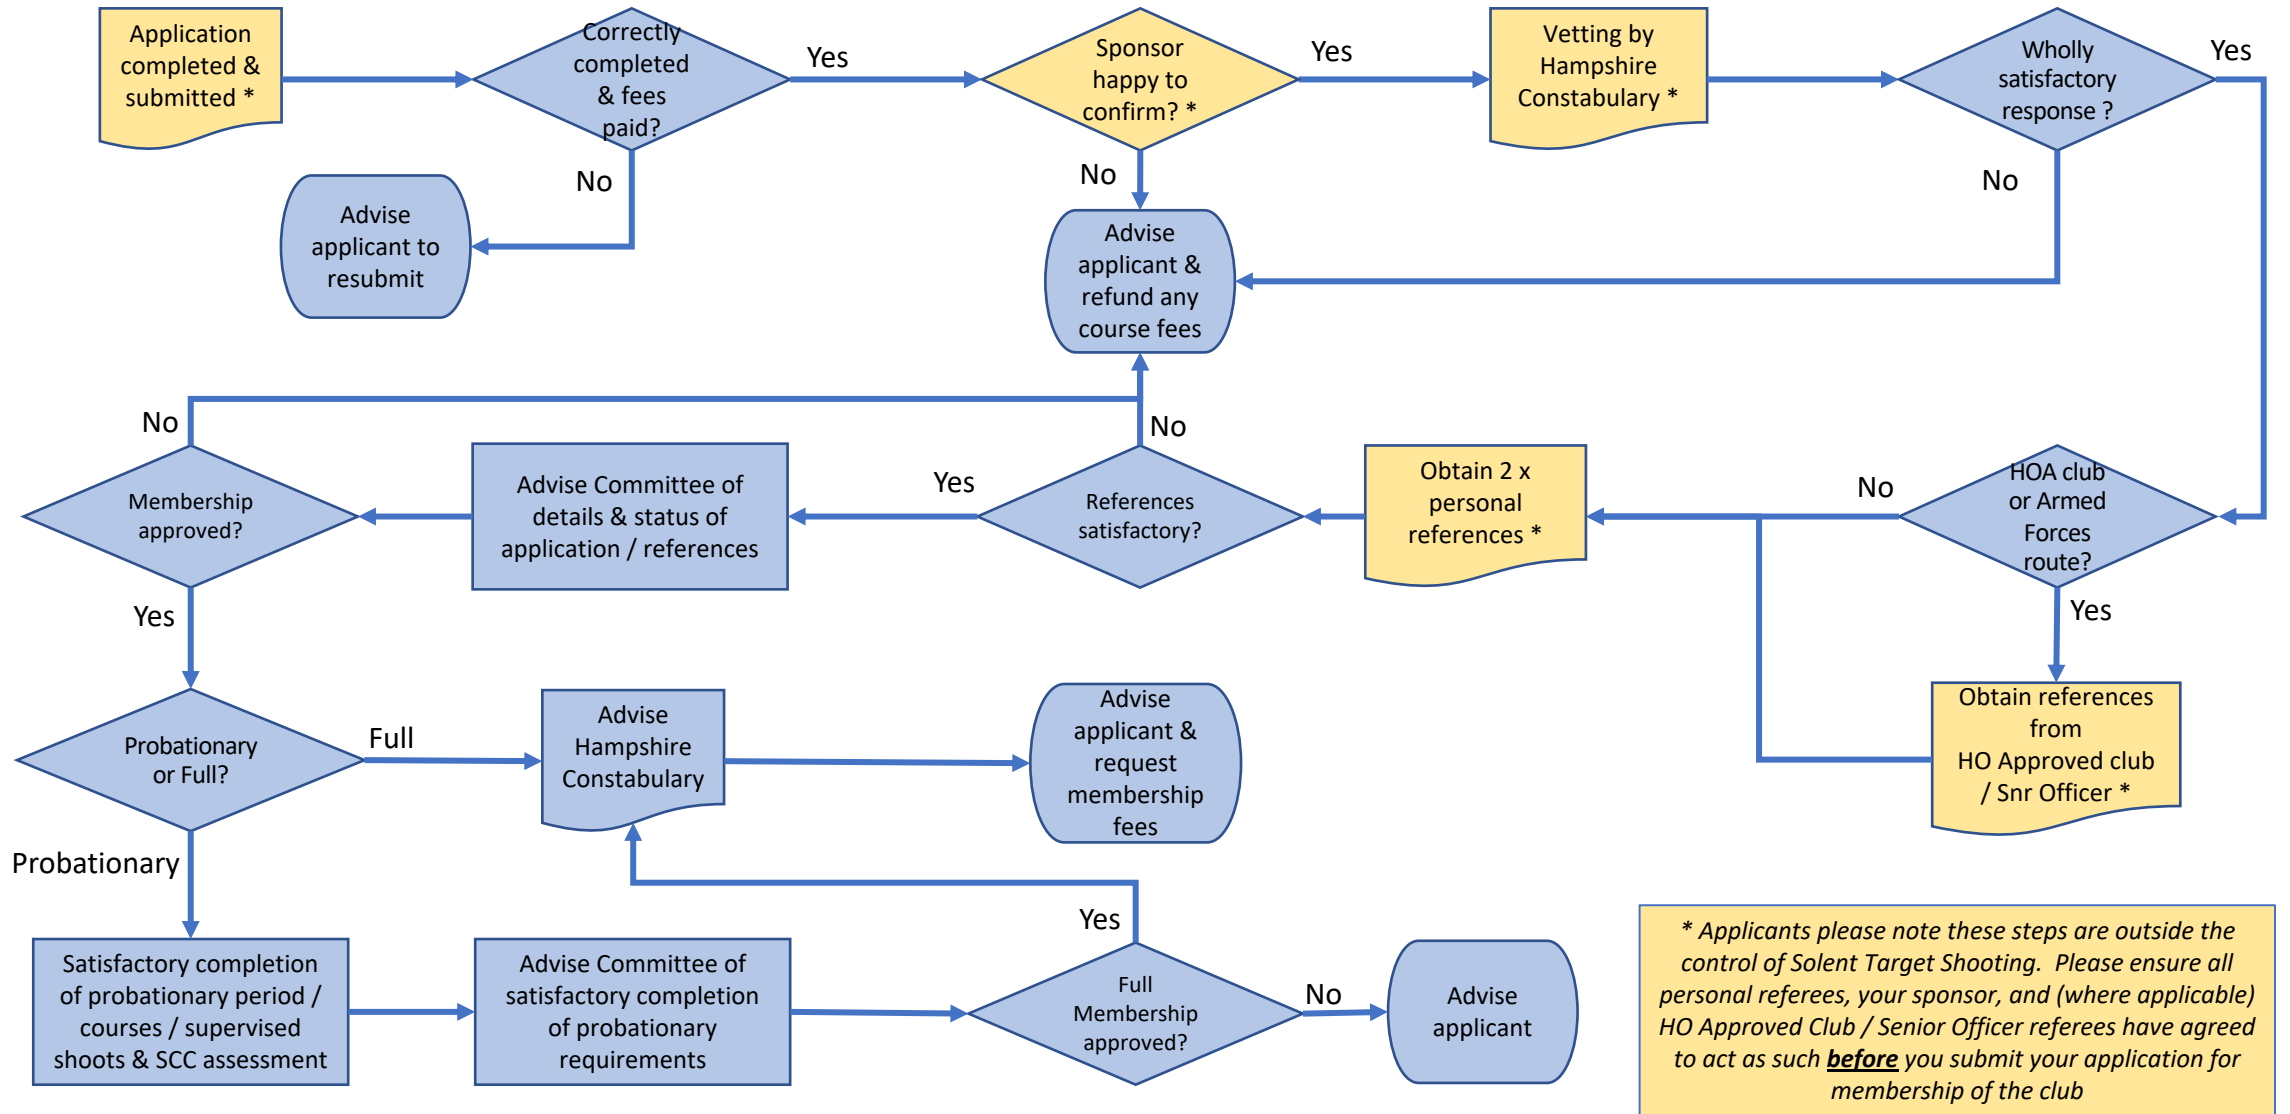 Application
completed &
submitted *
Correctly
completed
& fees
paid?
Yes
Sponsor
happy to
confirm? *
Yes
Vetting by
Hampshire
Constabulary *
Wholly
satisfactory
response ?
Yes
No
No
No
Advise
applicant to
resubmit
Advise
applicant &
refund any
course fees
No
Membership
approved?
Advise Committee of
details & status of
application / references
Yes
No
References
satisfactory?
Obtain 2 x
personal
references *
No
HOA club
or Armed
Forces
route?
Yes
Yes
Probationary
or Full?
Full
Advise
Hampshire
Constabulary
Advise
applicant &
request
membership
fees
Obtain references
from
HO Approved club
/ Snr Officer *
Probationary
Satisfactory completion
of probationary period /
courses / supervised
shoots & SCC assessment
Advise Committee of
satisfactory completion
of probationary
requirements
Yes
Full
Membership
approved?
No
Advise
applicant
* Applicants please note these steps are outside the
control of Solent Target Shooting.  Please ensure all
personal referees, your sponsor, and (where applicable)
HO Approved Club / Senior Officer referees have agreed
to act as such before you submit your application for
membership of the club